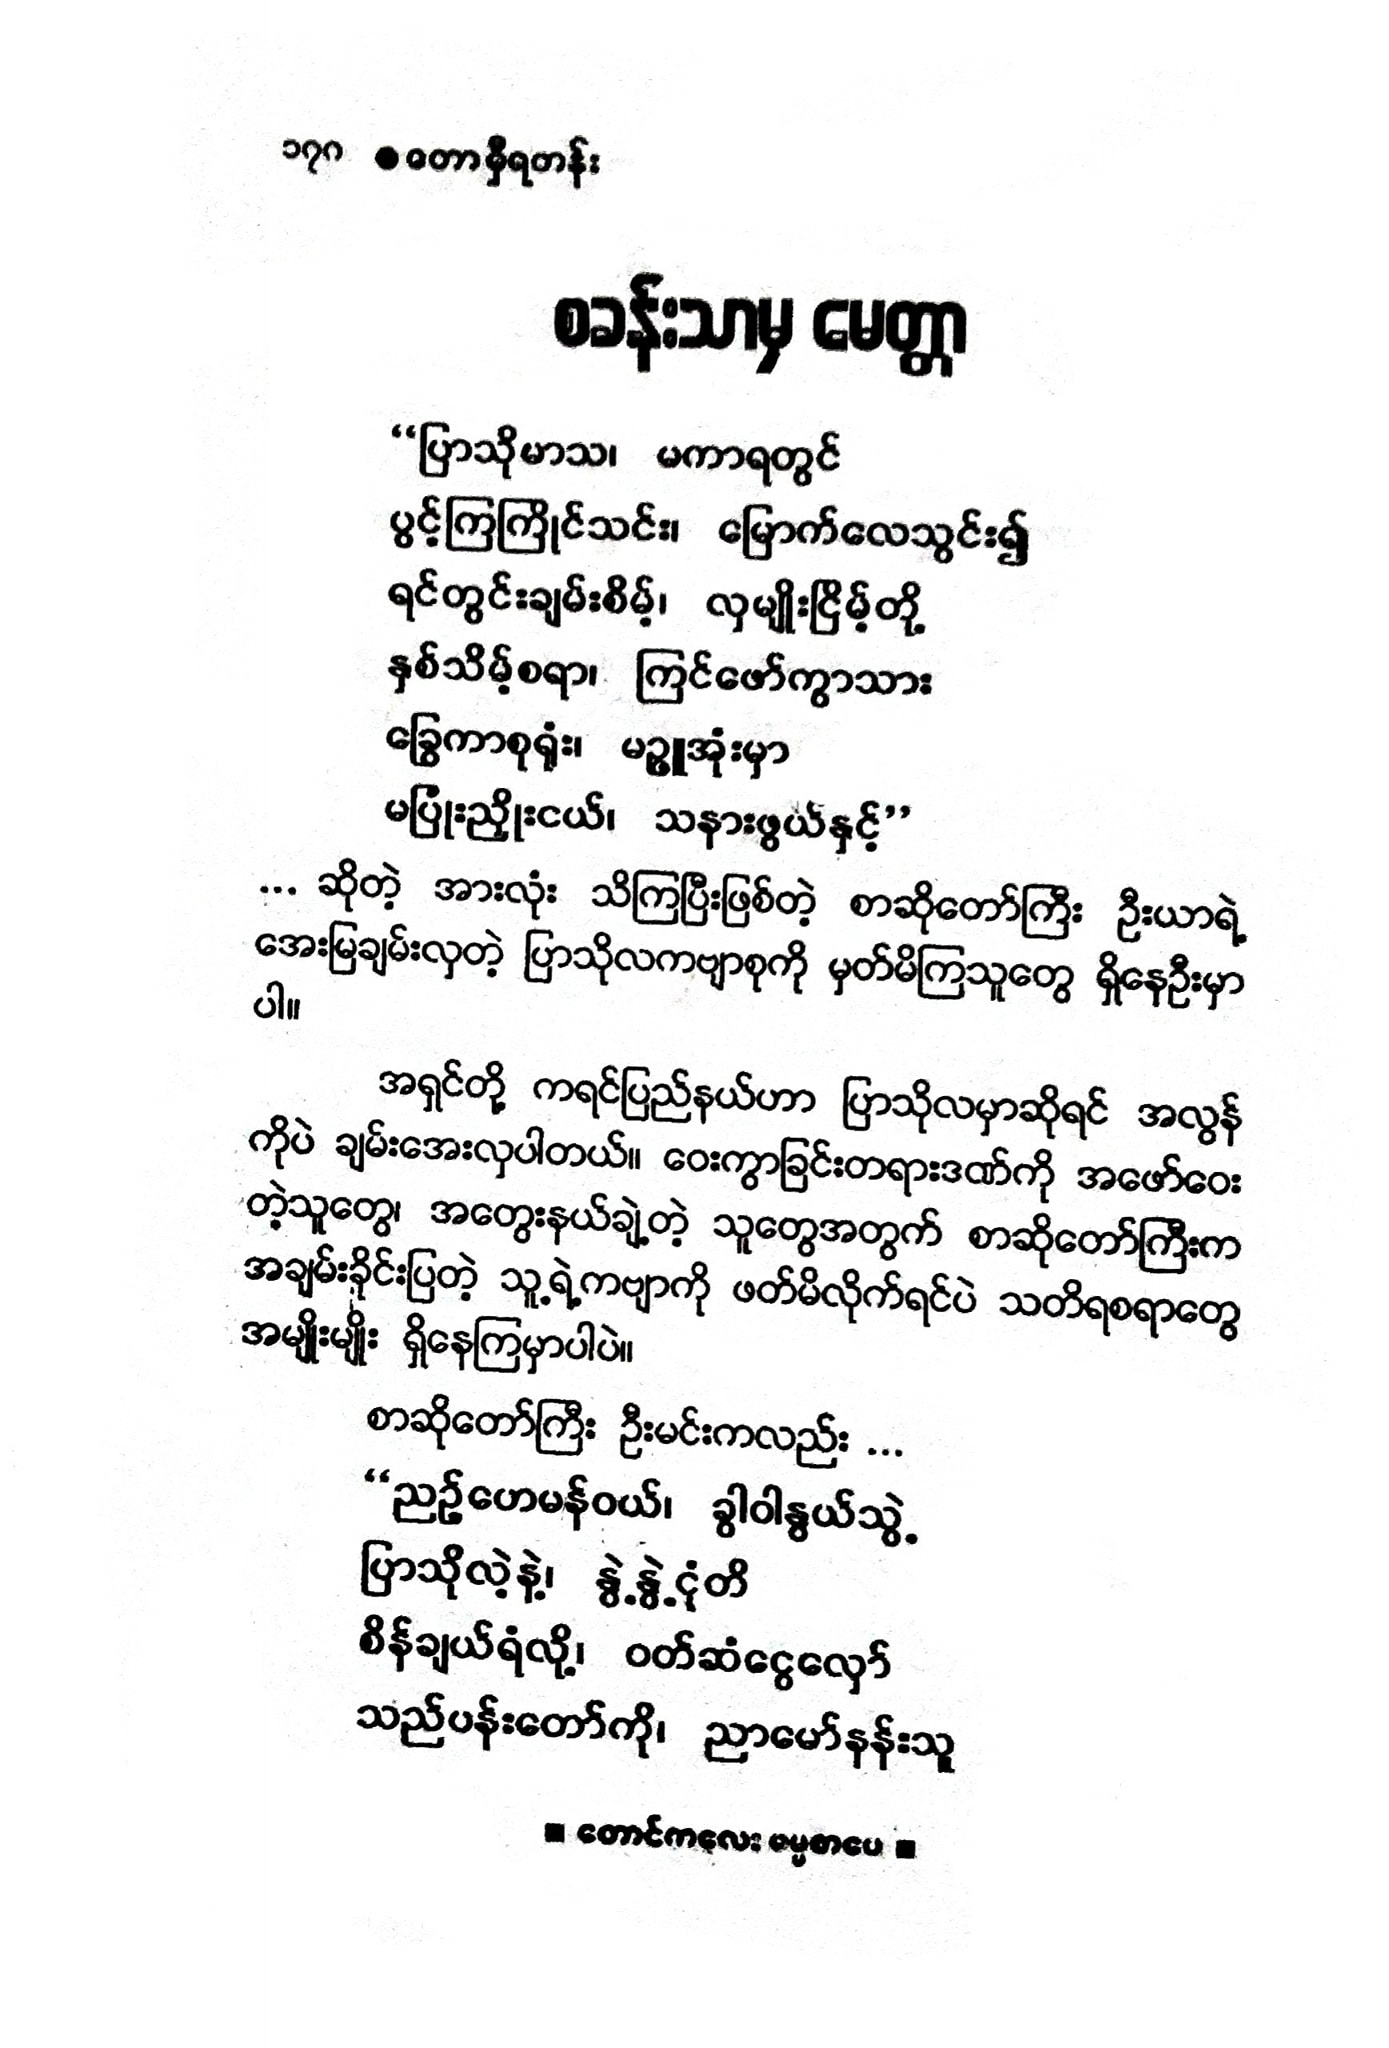 ၁၇၈ ● တောမှီရတန်း
စခန်းသာမှ မေတ္တာ
“ပြာသိုမာသ၊ မကာရတွင်
ပွင့်ကြကြိုင်သင်း၊ မြောက်လေသွင်း၍
ရင်တွင်းချမ်းစိမ့်၊ လှမျိုးငြိမ့်တို့
နှစ်သိမ့်စရာ၊ ကြင်ဖော်ကွာသား
ခြွေကာစုရုံး၊ မဥ္ဇူအုံးမှာ
မပြုံးညှိုးငယ်၊ သနားဖွယ်နှင့်”
... ဆိုတဲ့ အားလုံး သိကြပြီးဖြစ်တဲ့ စာဆိုတော်ကြီး ဦးယာရဲ့
အေးမြချမ်းလှတဲ့ ပြာသိုလကဗျာစုကို မှတ်မိကြသူတွေ ရှိနေဦးမှာ
ပါ။
အရှင်တို့ ကရင်ပြည်နယ်ဟာ ပြာသိုလမှာဆိုရင် အလွန်
ကိုပဲ ချမ်းအေးလှပါတယ်။ ဝေးကွာခြင်းတရားဒဏ်ကို အဖော်ဝေး
တဲ့သူတွေ၊ အတွေးနယ်ချဲ့တဲ့ သူတွေအတွက် စာဆိုတော်ကြီးက
အချမ်းခိုင်းပြတဲ့ သူ့ရဲ့ကဗျာကို ဖတ်မိလိုက်ရင်ပဲ သတိရစရာတွေ
အမျိုးမျိုး ရှိနေကြမှာပါပဲ။
စာဆိုတော်ကြီး ဦးမင်းကလည်း ...
“ညဉ့်ဟေမန်ဝယ်၊ ခွါဝါနွယ်သွဲ့
ပြာသိုလဲ့နဲ့၊ နွဲ့နွဲ့ငုံတိ
စိန်ချယ်ရံလို့၊ ဝတ်ဆံငွေလှော်
သည်ပန်းတော်ကို၊ ညာမော်နန်းသူ
■ တောင်ကလေး ဓမ္မစာပေ ■